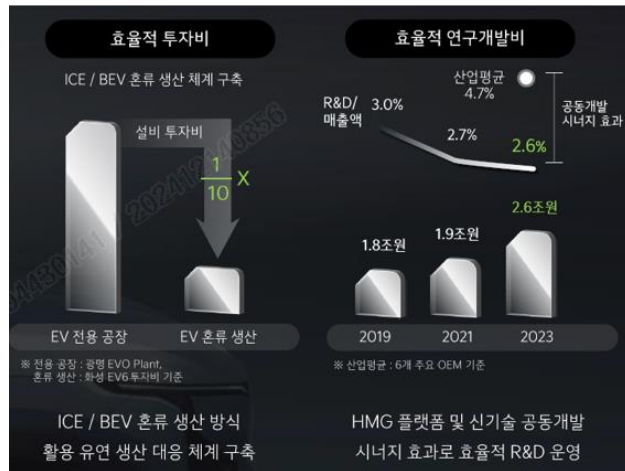 효율적 투자비
ICE / BEV 혼류 생산 체계 구축
설비 투자비
1
10
X
EV 전용 공장
EV 혼류 생산
※ 전용 공장 : 광명 EVO Plant,
혼류 생산 : 화성 EV6 투자비 기준
ICE / BEV 혼류 생산 방식
활용 유연 생산 대응 체계 구축
효율적 연구개발비
R&D/
매출액
3.0%
2.7%
산업평균
4.7%
2.6%
공동개발
시너지 효과
1.8조원
1.9조원
2.6조원
2019
2021
2023
※ 산업평균 : 6개 주요 OEM 기준
HMG 플랫폼 및 신기술 공동개발
시너지 효과로 효율적 R&D 운영